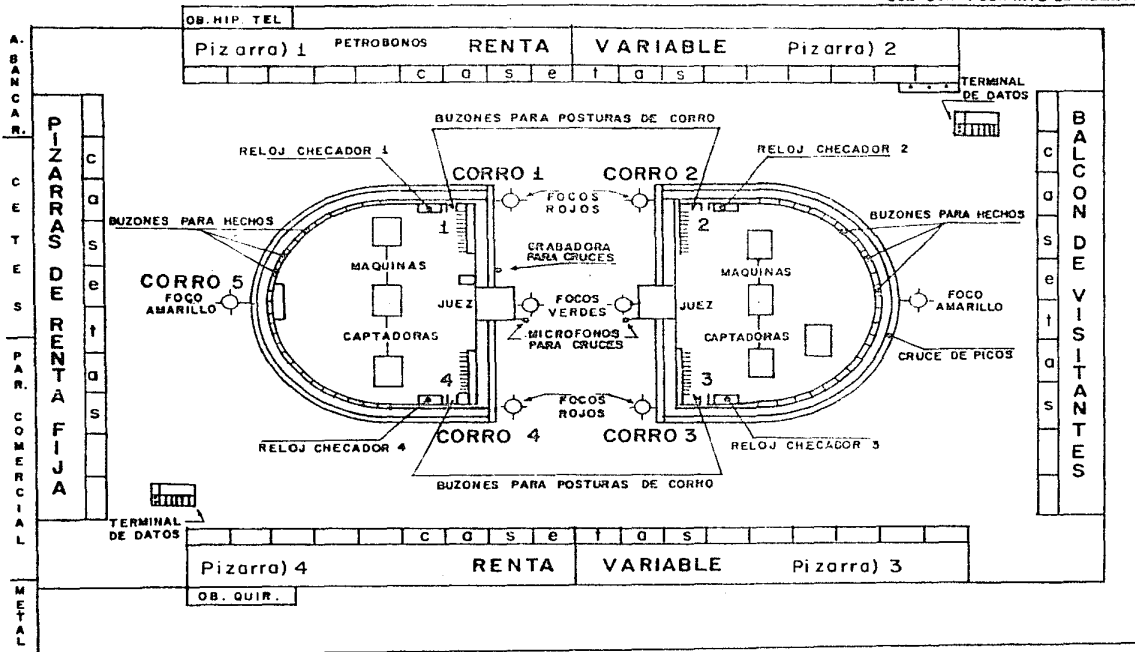 OB. HIP. TEL
Pizarra) 1 PETROBONOS RENTA VARIABLE Pizarra) 2
c a s e t a s
TERMINAL
DE DATOS
A. BANCAR.
CETES
PAR. COMERCIAL
METAL
PIZARRAS DE RENTA FIJA
c a s e t a s
BALCON DE VISITANTES
c a s e t a s
BUZONES PARA POSTURAS DE CORRO
RELOJ CHECADOR 1
RELOJ CHECADOR 2
CORRO 1
CORRO 2
FOCOS
ROJOS
BUZONES PARA HECHOS
BUZONES PARA HECHOS
1
2
GRABADORA
PARA CRUCES
MAQUINAS
MAQUINAS
CORRO 5
FOCO
AMARILLO
JUEZ
FOCOS
VERDES
JUEZ
FOCO
AMARILLO
MICROFONOS
PARA CRUCES
CAPTADORAS
CAPTADORAS
CRUCE DE PICOS
4
3
FOCOS
ROJOS
CORRO 4
CORRO 3
RELOJ CHECADOR 4
RELOJ CHECADOR 3
BUZONES PARA POSTURAS DE CORRO
TERMINAL
DE DATOS
c a s e t a s
Pizarra) 4 RENTA VARIABLE Pizarra) 3
OB. QUIR.